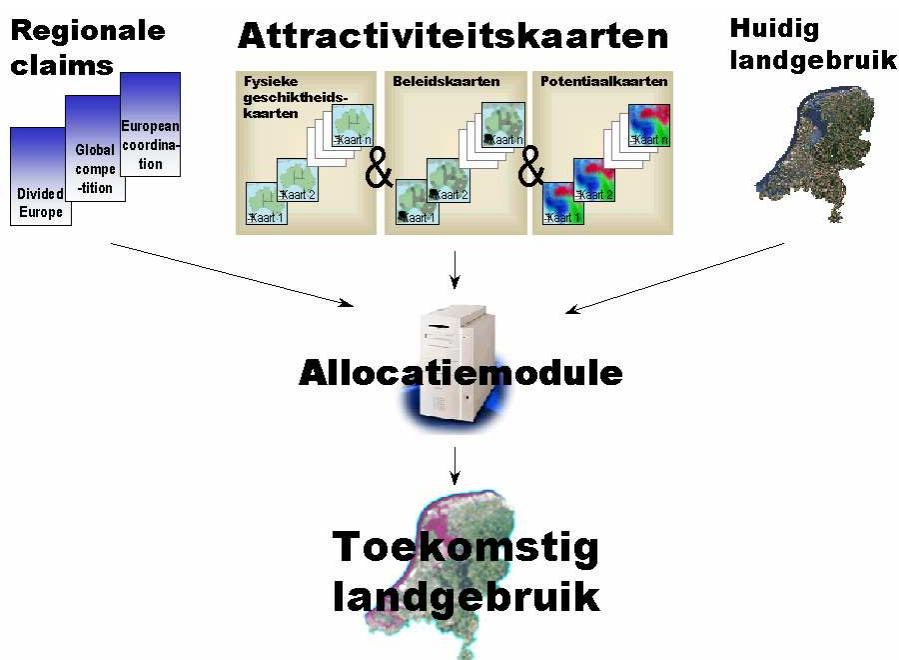 Regionale
claims
Divided
Europe
Global
compe
-tition
European
coordina-
tion
Attractiviteitskaarten
Fysieke
geschiktheids-
kaarten
Kaart 1
Kaart 2
Kaart n
&
Beleidskaarten
Kaart 1
Kaart 2
Kaart n
&
Potentiaalkaarten
Kaart 1
Kaart 2
Kaart n
Huidig
landgebruik
Allocatiemodule
Toekomstig
landgebruik